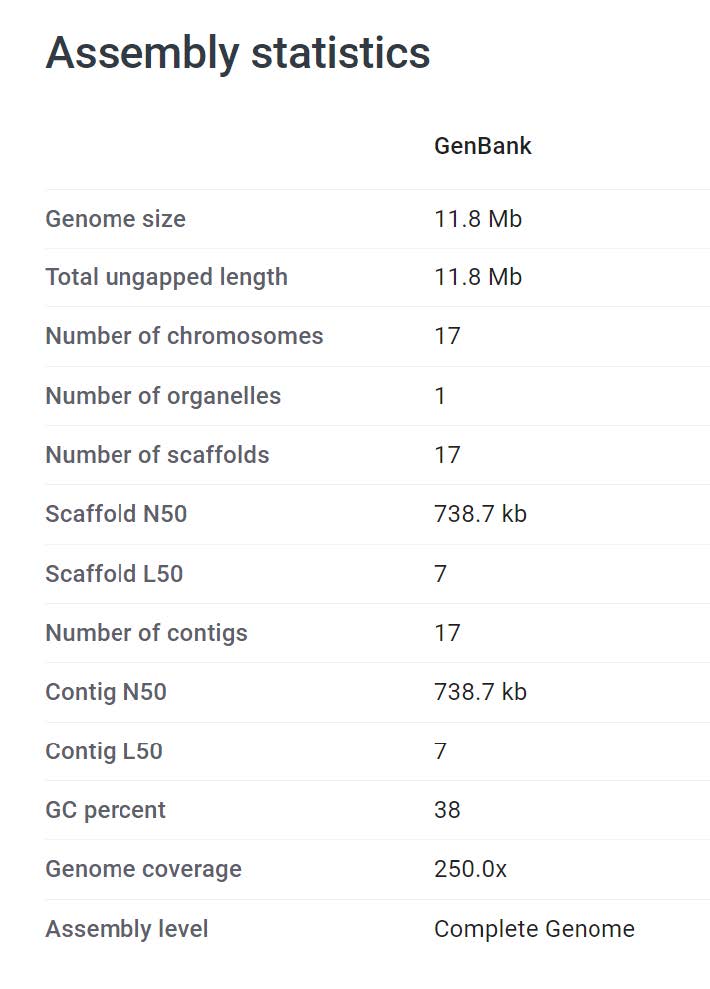 Assembly statistics
GenBank
Genome size 11.8 Mb
Total ungapped length 11.8 Mb
Number of chromosomes 17
Number of organelles 1
Number of scaffolds 17
Scaffold N50 738.7 kb
Scaffold L50 7
Number of contigs 17
Contig N50 738.7 kb
Contig L50 7
GC percent 38
Genome coverage 250.0x
Assembly level Complete Genome